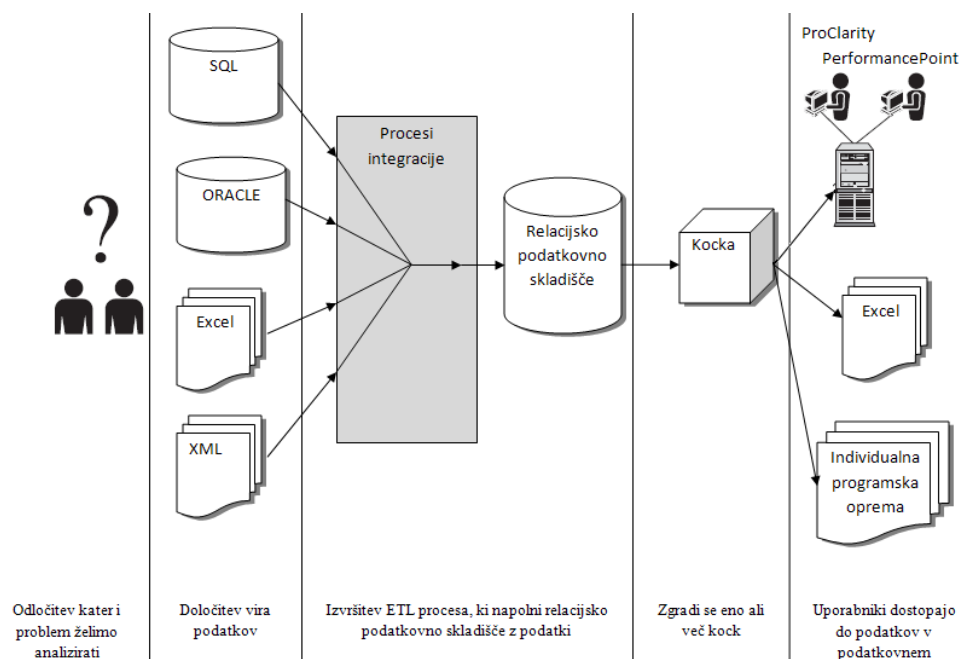 ProClarity
PerformancePoint
SQL
Procesi
integracije
ORACLE
Relacijsko
podatkovno
skladišče
Kocka
Excel
Excel
XML
Individualna
programska
oprema
Odločitev kater i
problem želimo
analizirati
Določitev vira
podatkov
Izvršitev ETL procesa, ki napolni relacijsko
podatkovno skladišče z podatki
Zgradi se eno ali
več kock
Uporabniki dostopajo
do podatkov v
podatkovnem